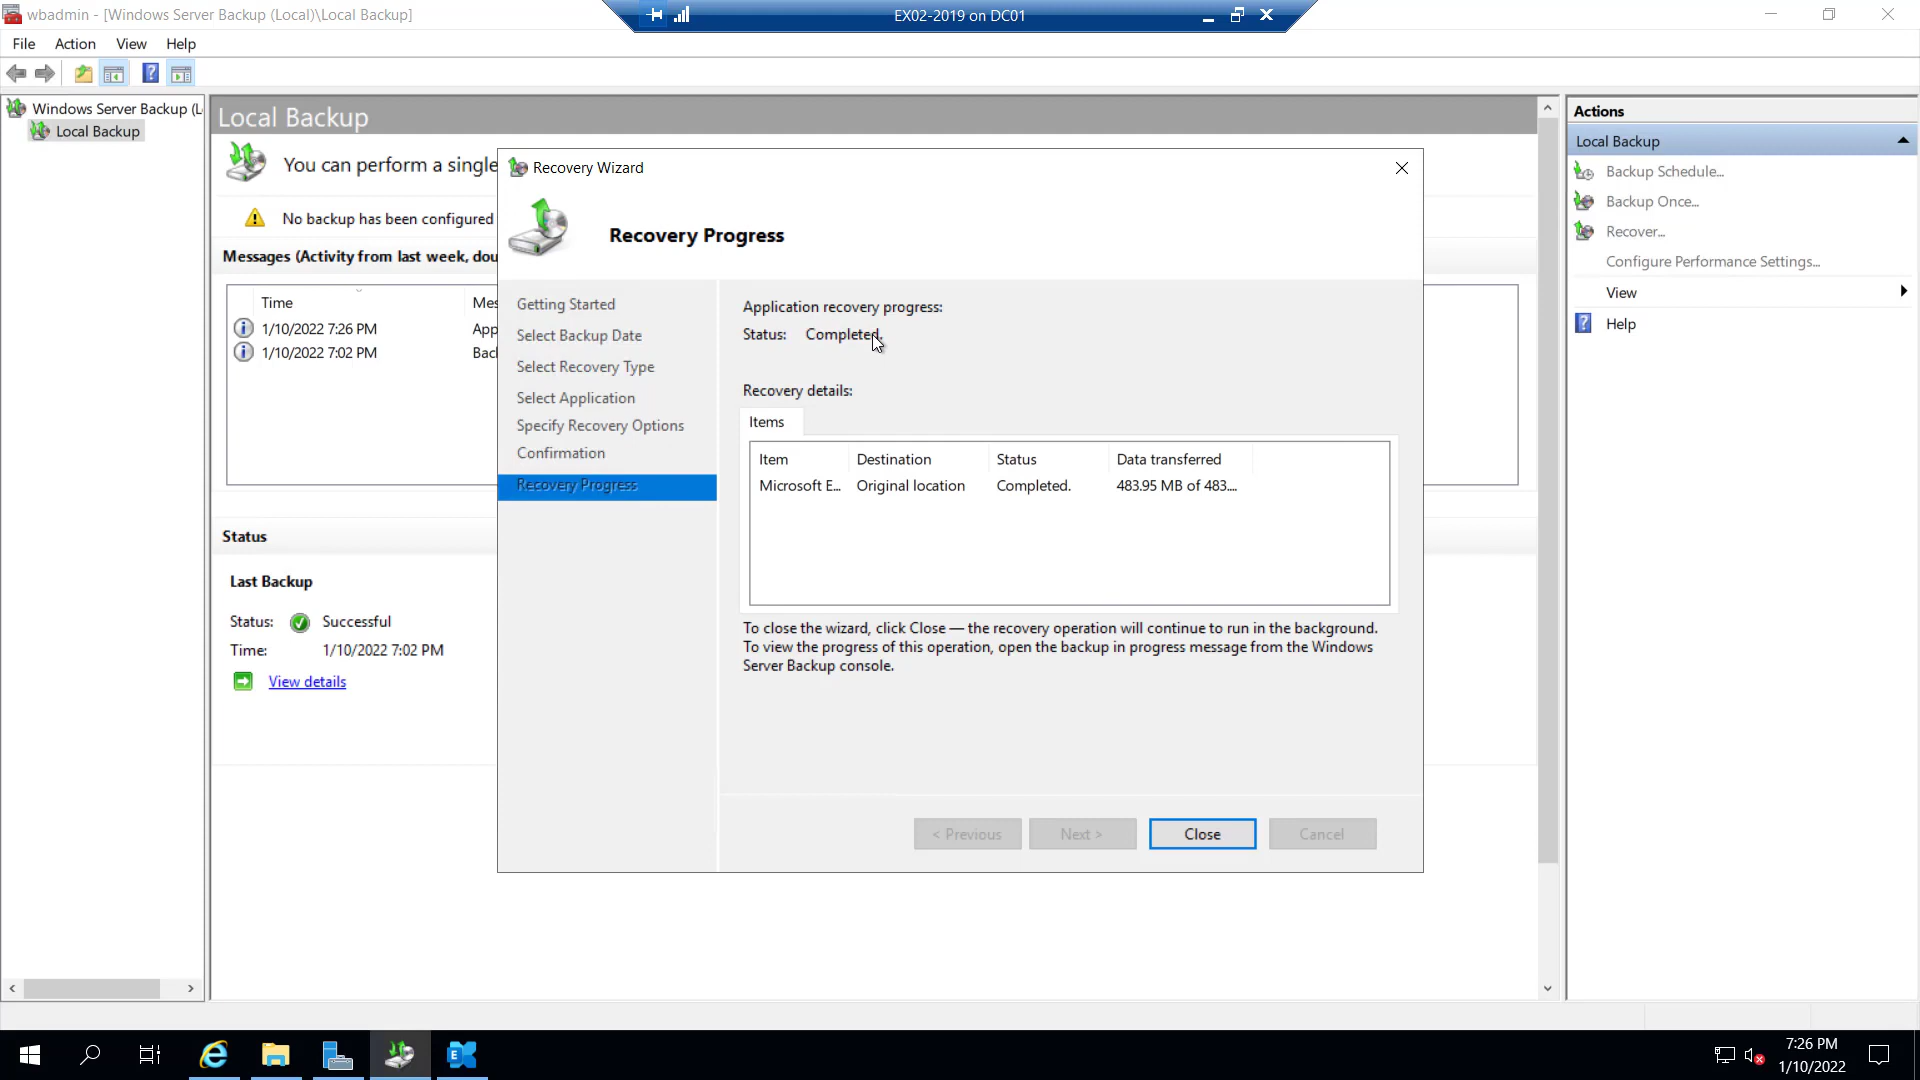 wbadmin - [Windows Server Backup (Local)\Local Backup]
EX02-2019 on DC01
File Action View Help
Windows Server Backup (L
Local Backup
Local Backup
You can perform a single
No backup has been configured
Messages (Activity from last week, dou
Time Mes
1/10/2022 7:26 PM App
1/10/2022 7:02 PM Bac
Status
Last Backup
Status: Successful
Time: 1/10/2022 7:02 PM
View details
Recovery Wizard
Recovery Progress
Getting Started
Select Backup Date
Select Recovery Type
Select Application
Specify Recovery Options
Confirmation
Recovery Progress
Application recovery progress:
Status: Completed.
Recovery details:
Items
Item Destination Status Data transferred
Microsoft E... Original location Completed. 483.95 MB of 483....
To close the wizard, click Close — the recovery operation will continue to run in the background.
To view the progress of this operation, open the backup in progress message from the Windows
Server Backup console.
< Previous Next > Close Cancel
Actions
Local Backup
Backup Schedule...
Backup Once...
Recover...
Configure Performance Settings...
View
Help
7:26 PM
1/10/2022